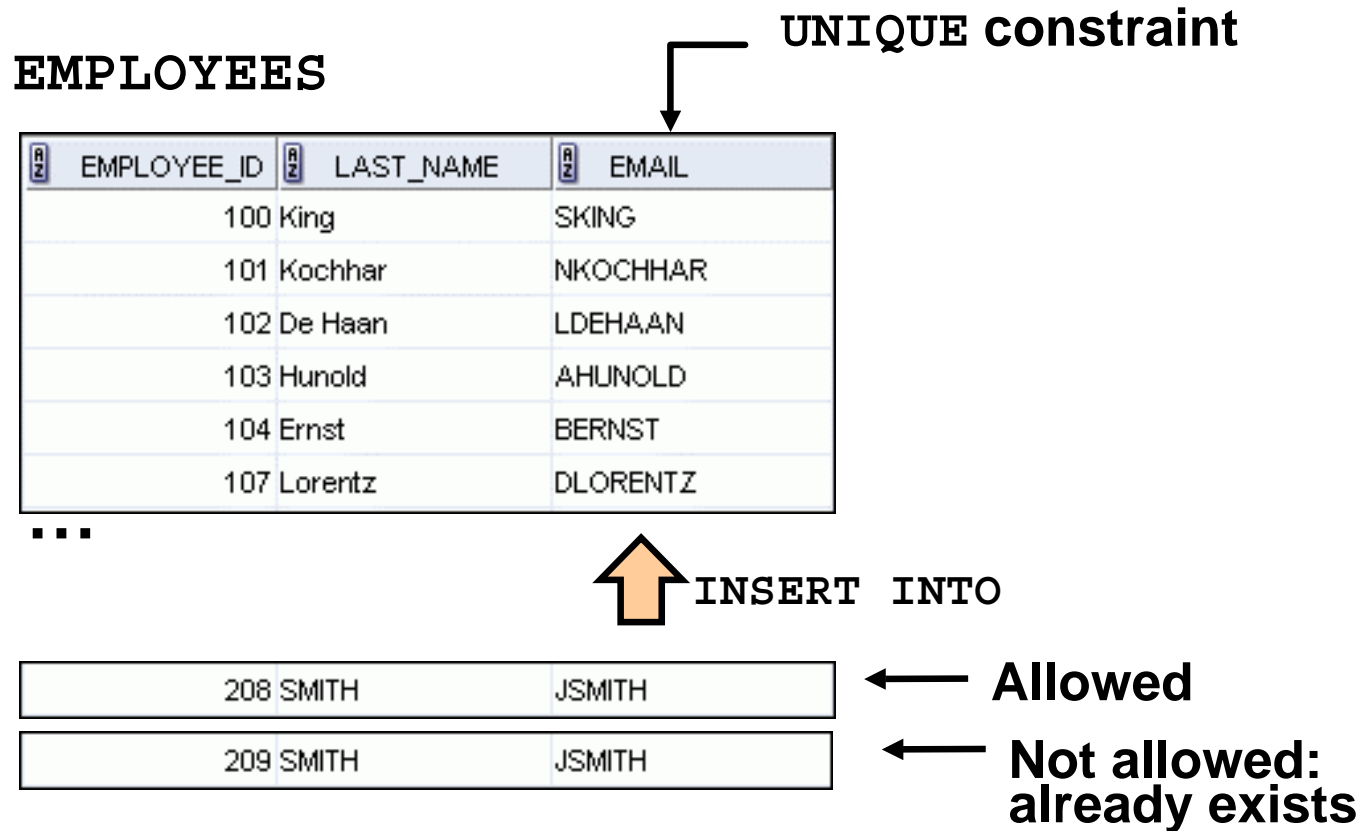 UNIQUE constraint
EMPLOYEES
EMPLOYEE_ID LAST_NAME EMAIL
100 King SKING
101 Kochhar NKOCHHAR
102 De Haan LDEHAAN
103 Hunold AHUNOLD
104 Ernst BERNST
107 Lorentz DLORENTZ
...
INSERT INTO
208 SMITH JSMITH
Allowed
209 SMITH JSMITH
Not allowed:
already exists